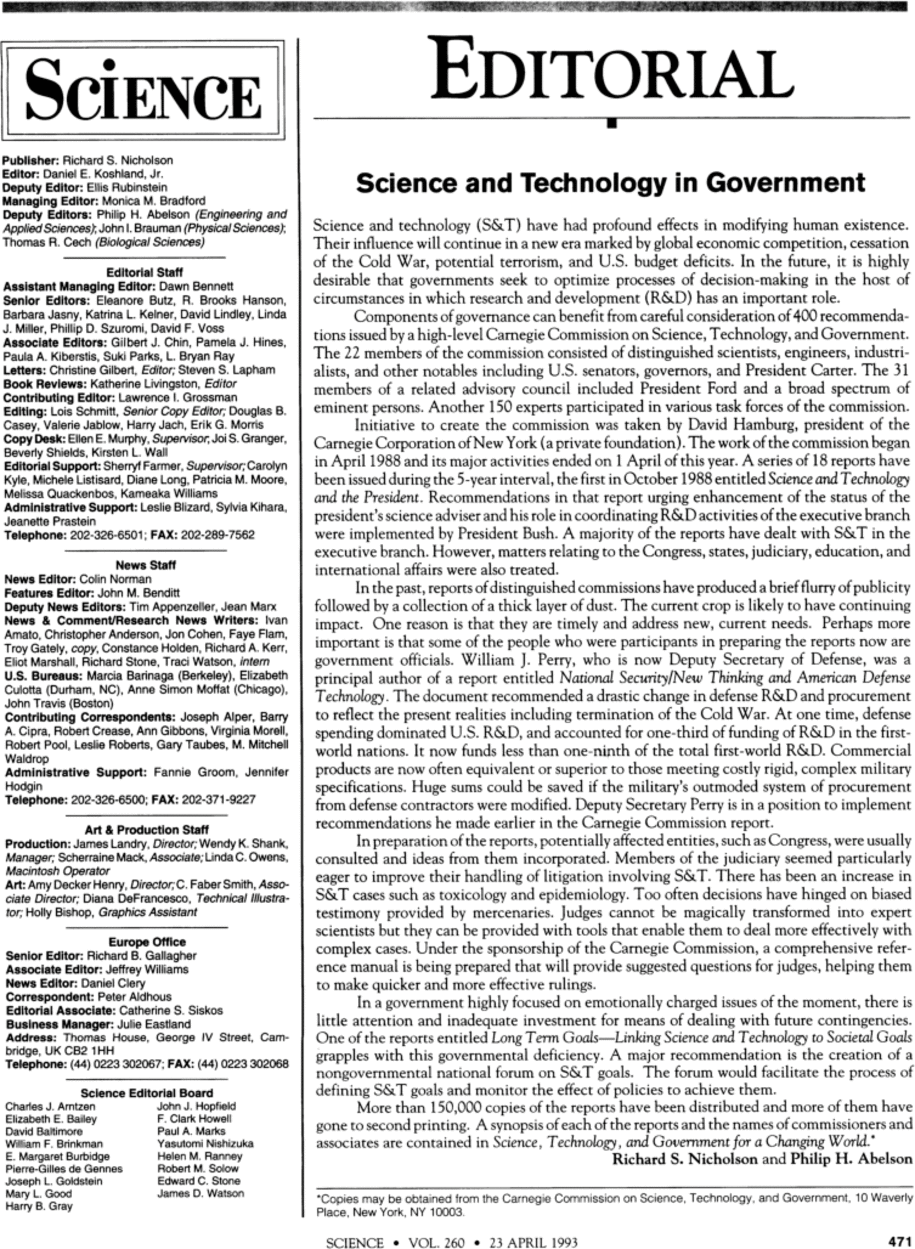 SCiENCE
Publisher: Richard S. Nicholson
Editor: Daniel E. Koshland, Jr.
Deputy Editor: Ellis Rubinstein
Managing Editor: Monica M. Bradford
Deputy Editors: Philip H. Abelson (Engineering and
Applied Sciences); John I. Brauman (Physical Sciences);
Thomas R. Cech (Biological Sciences)
Editorial Staff
Assistant Managing Editor: Dawn Bennett
Senior Editors: Eleanore Butz, R. Brooks Hanson,
Barbara Jasny, Katrina L. Kelner, David Lindley, Linda
J. Miller, Phillip D. Szuromi, David F. Voss
Associate Editors: Gilbert J. Chin, Pamela J. Hines,
Paula A. Kiberstis, Suki Parks, L. Bryan Ray
Letters: Christine Gilbert, Editor; Steven S. Lapham
Book Reviews: Katherine Livingston, Editor
Contributing Editor: Lawrence I. Grossman
Editing: Lois Schmitt, Senior Copy Editor; Douglas B.
Casey, Valerie Jablow, Harry Jach, Erik G. Morris
Copy Desk: Ellen E. Murphy, Supervisor; Joi S. Granger,
Beverly Shields, Kirsten L. Wall
Editorial Support: Sherryf Farmer, Supervisor; Carolyn
Kyle, Michele Listisard, Diane Long, Patricia M. Moore,
Melissa Quackenbos, Kameaka Williams
Administrative Support: Leslie Blizard, Sylvia Kihara,
Jeanette Prastein
Telephone: 202-326-6501; FAX: 202-289-7562
News Staff
News Editor: Colin Norman
Features Editor: John M. Benditt
Deputy News Editors: Tim Appenzeller, Jean Marx
News & Comment/Research News Writers: Ivan
Amato, Christopher Anderson, Jon Cohen, Faye Flam,
Troy Gately, copy, Constance Holden, Richard A. Kerr,
Eliot Marshall, Richard Stone, Traci Watson, intern
U.S. Bureaus: Marcia Barinaga (Berkeley), Elizabeth
Culotta (Durham, NC), Anne Simon Moffat (Chicago),
John Travis (Boston)
Contributing Correspondents: Joseph Alper, Barry
A. Cipra, Robert Crease, Ann Gibbons, Virginia Morell,
Robert Pool, Leslie Roberts, Gary Taubes, M. Mitchell
Waldrop
Administrative Support: Fannie Groom, Jennifer
Hodgin
Telephone: 202-326-6500; FAX: 202-371-9227
Art & Production Staff
Production: James Landry, Director; Wendy K. Shank,
Manager; Scherraine Mack, Associate; Linda C. Owens,
Macintosh Operator
Art: Amy Decker Henry, Director; C. Faber Smith, Asso-
ciate Director; Diana DeFrancesco, Technical Illustra-
tor; Holly Bishop, Graphics Assistant
Europe Office
Senior Editor: Richard B. Gallagher
Associate Editor: Jeffrey Williams
News Editor: Daniel Clery
Correspondent: Peter Aldhous
Editorial Associate: Catherine S. Siskos
Business Manager: Julie Eastland
Address: Thomas House, George IV Street, Cam-
bridge, UK CB2 1HH
Telephone: (44) 0223 302067; FAX: (44) 0223 302068
Science Editorial Board
Charles J. Arntzen
Elizabeth E. Bailey
David Baltimore
William F. Brinkman
E. Margaret Burbidge
Pierre-Gilles de Gennes
Joseph L. Goldstein
Mary L. Good
Harry B. Gray
John J. Hopfield
F. Clark Howell
Paul A. Marks
Yasutomi Nishizuka
Helen M. Ranney
Robert M. Solow
Edward C. Stone
James D. Watson
EDITORIAL
Science and Technology in Government
Science and technology (S&T) have had profound effects in modifying human existence.
Their influence will continue in a new era marked by global economic competition, cessation
of the Cold War, potential terrorism, and U.S. budget deficits. In the future, it is highly
desirable that governments seek to optimize processes of decision-making in the host of
circumstances in which research and development (R&D) has an important role.
Components of governance can benefit from careful consideration of 400 recommenda-
tions issued by a high-level Carnegie Commission on Science, Technology, and Government.
The 22 members of the commission consisted of distinguished scientists, engineers, industri-
alists, and other notables including U.S. senators, governors, and President Carter. The 31
members of a related advisory council included President Ford and a broad spectrum of
eminent persons. Another 150 experts participated in various task forces of the commission.
Initiative to create the commission was taken by David Hamburg, president of the
Carnegie Corporation of New York (a private foundation). The work of the commission began
in April 1988 and its major activities ended on 1 April of this year. A series of 18 reports have
been issued during the 5-year interval, the first in October 1988 entitled Science and Technology
and the President. Recommendations in that report urging enhancement of the status of the
president's science adviser and his role in coordinating R&D activities of the executive branch
were implemented by President Bush. A majority of the reports have dealt with S&T in the
executive branch. However, matters relating to the Congress, states, judiciary, education, and
international affairs were also treated.
In the past, reports of distinguished commissions have produced a brief flurry of publicity
followed by a collection of a thick layer of dust. The current crop is likely to have continuing
impact. One reason is that they are timely and address new, current needs. Perhaps more
important is that some of the people who were participants in preparing the reports now are
government officials. William J. Perry, who is now Deputy Secretary of Defense, was a
principal author of a report entitled National Security/New Thinking and American Defense
Technology. The document recommended a drastic change in defense R&D and procurement
to reflect the present realities including termination of the Cold War. At one time, defense
spending dominated U.S. R&D, and accounted for one-third of funding of R&D in the first-
world nations. It now funds less than one-ninth of the total first-world R&D. Commercial
products are now often equivalent or superior to those meeting costly rigid, complex military
specifications. Huge sums could be saved if the military's outmoded system of procurement
from defense contractors were modified. Deputy Secretary Perry is in a position to implement
recommendations he made earlier in the Carnegie Commission report.
In preparation of the reports, potentially affected entities, such as Congress, were usually
consulted and ideas from them incorporated. Members of the judiciary seemed particularly
eager to improve their handling of litigation involving S&T. There has been an increase in
S&T cases such as toxicology and epidemiology. Too often decisions have hinged on biased
testimony provided by mercenaries. Judges cannot be magically transformed into expert
scientists but they can be provided with tools that enable them to deal more effectively with
complex cases. Under the sponsorship of the Carnegie Commission, a comprehensive refer-
ence manual is being prepared that will provide suggested questions for judges, helping them
to make quicker and more effective rulings.
In a government highly focused on emotionally charged issues of the moment, there is
little attention and inadequate investment for means of dealing with future contingencies.
One of the reports entitled Long Term Goals—Linking Science and Technology to Societal Goals
grapples with this governmental deficiency. A major recommendation is the creation of a
nongovernmental national forum on S&T goals. The forum would facilitate the process of
defining S&T goals and monitor the effect of policies to achieve them.
More than 150,000 copies of the reports have been distributed and more of them have
gone to second printing. A synopsis of each of the reports and the names of commissioners and
associates are contained in Science, Technology, and Government for a Changing World.*
Richard S. Nicholson and Philip H. Abelson
*Copies may be obtained from the Carnegie Commission on Science, Technology, and Government, 10 Waverly
Place, New York, NY 10003.
SCIENCE • VOL. 260 • 23 APRIL 1993
471